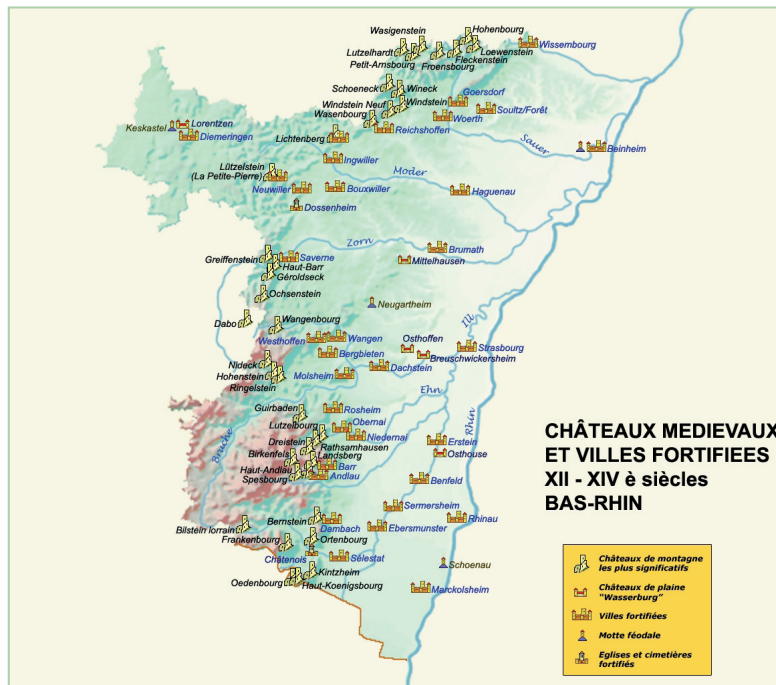 Hohenbourg
Wasigenstein
Lutzelhardt
Loewenstein
Wissembourg
Petit-Arnsbourg
Fleckenstein
Froensbourg
Schoeneck
Wineck
Goersdorf
Windstein Neuf
Windstein
Soultz/Forêt
Wasenbourg
Woerth
Lorentzen
Keskastel
Reichshoffen
Diemeringen
Lichtenberg
Sauer
Beinheim
Ingwiller
Lützelstein
(La Petite-Pierre)
Moder
Neuwiller
Bouxwiller
Haguenau
Dossenheim
Zorn
Brumath
Greiffenstein
Saverne
Mittelhausen
Haut-Barr
Géroldseck
Ochsenstein
Neugartheim
Dabo
Wangenbourg
Ill
Westhoffen
Wangen
Osthoffen
Strasbourg
Bergbieten
Breuschwickersheim
Nideck
Dachstein
Hohenstein
Molsheim
Ringelstein
Ehn
Guirbaden
Rosheim
Lutzelbourg
Obernai
Rhin
Bruche
Dreistein
Niedernai
Erstein
Rathsamhausen
Osthouse
Birkenfels
Landsberg
Haut-Andlau
Barr
Spesbourg
Andlau
Benfeld
Sermersheim
Bernstein
Dambach
Rhinau
Bilstein lorrain
Ebersmunster
Frankenbourg
Ortenbourg
Châtenois
Sélestat
Schoenau
Kintzheim
Oedenbourg
Haut-Koenigsbourg
Marckolsheim
CHÂTEAUX MEDIEVAUX
ET VILLES FORTIFIEES
XII - XIV è siècles
BAS-RHIN
Châteaux de montagne
les plus significatifs
Châteaux de plaine
"Wasserburg"
Villes fortifiées
Motte féodale
Eglises et cimetières
fortifiés